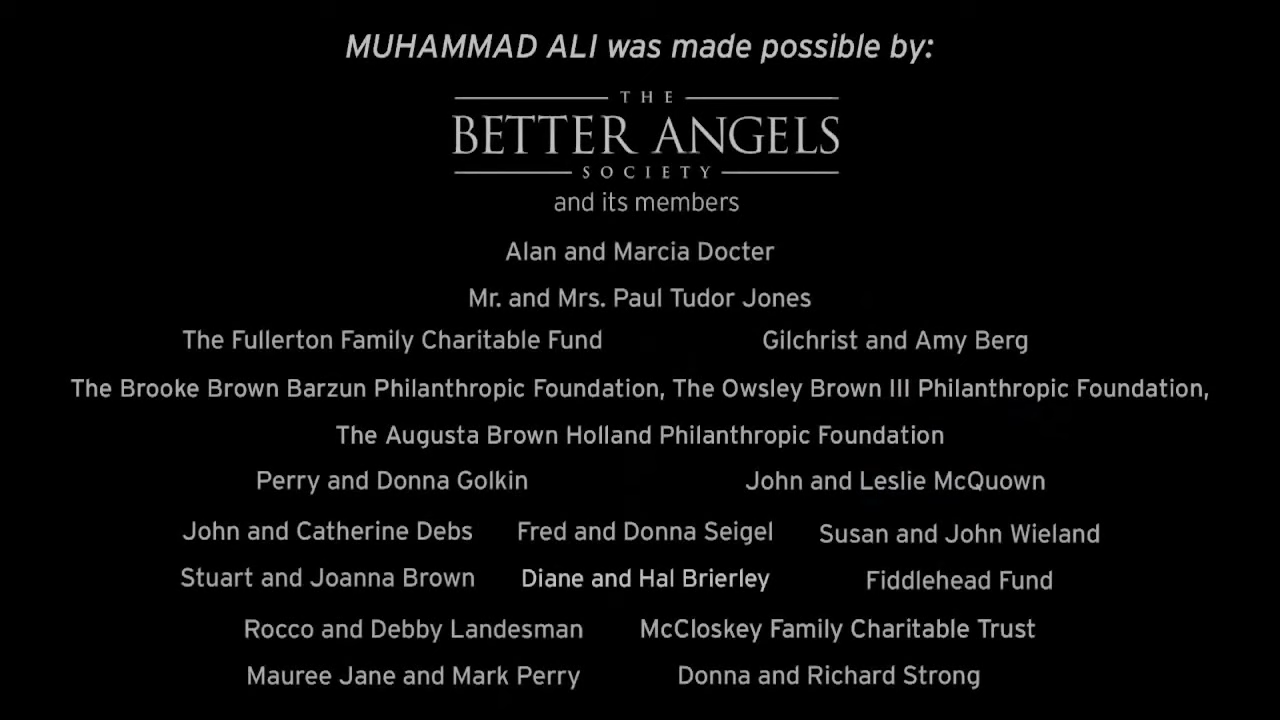 MUHAMMAD ALI was made possible by:
THE
BETTER ANGELS
SOCIETY
and its members
Alan and Marcia Docter
Mr. and Mrs. Paul Tudor Jones
The Fullerton Family Charitable Fund Gilchrist and Amy Berg
The Brooke Brown Barzun Philanthropic Foundation, The Owsley Brown III Philanthropic Foundation,
The Augusta Brown Holland Philanthropic Foundation
Perry and Donna Golkin John and Leslie McQuown
John and Catherine Debs Fred and Donna Seigel Susan and John Wieland
Stuart and Joanna Brown Diane and Hal Brierley Fiddlehead Fund
Rocco and Debby Landesman McCloskey Family Charitable Trust
Mauree Jane and Mark Perry Donna and Richard Strong